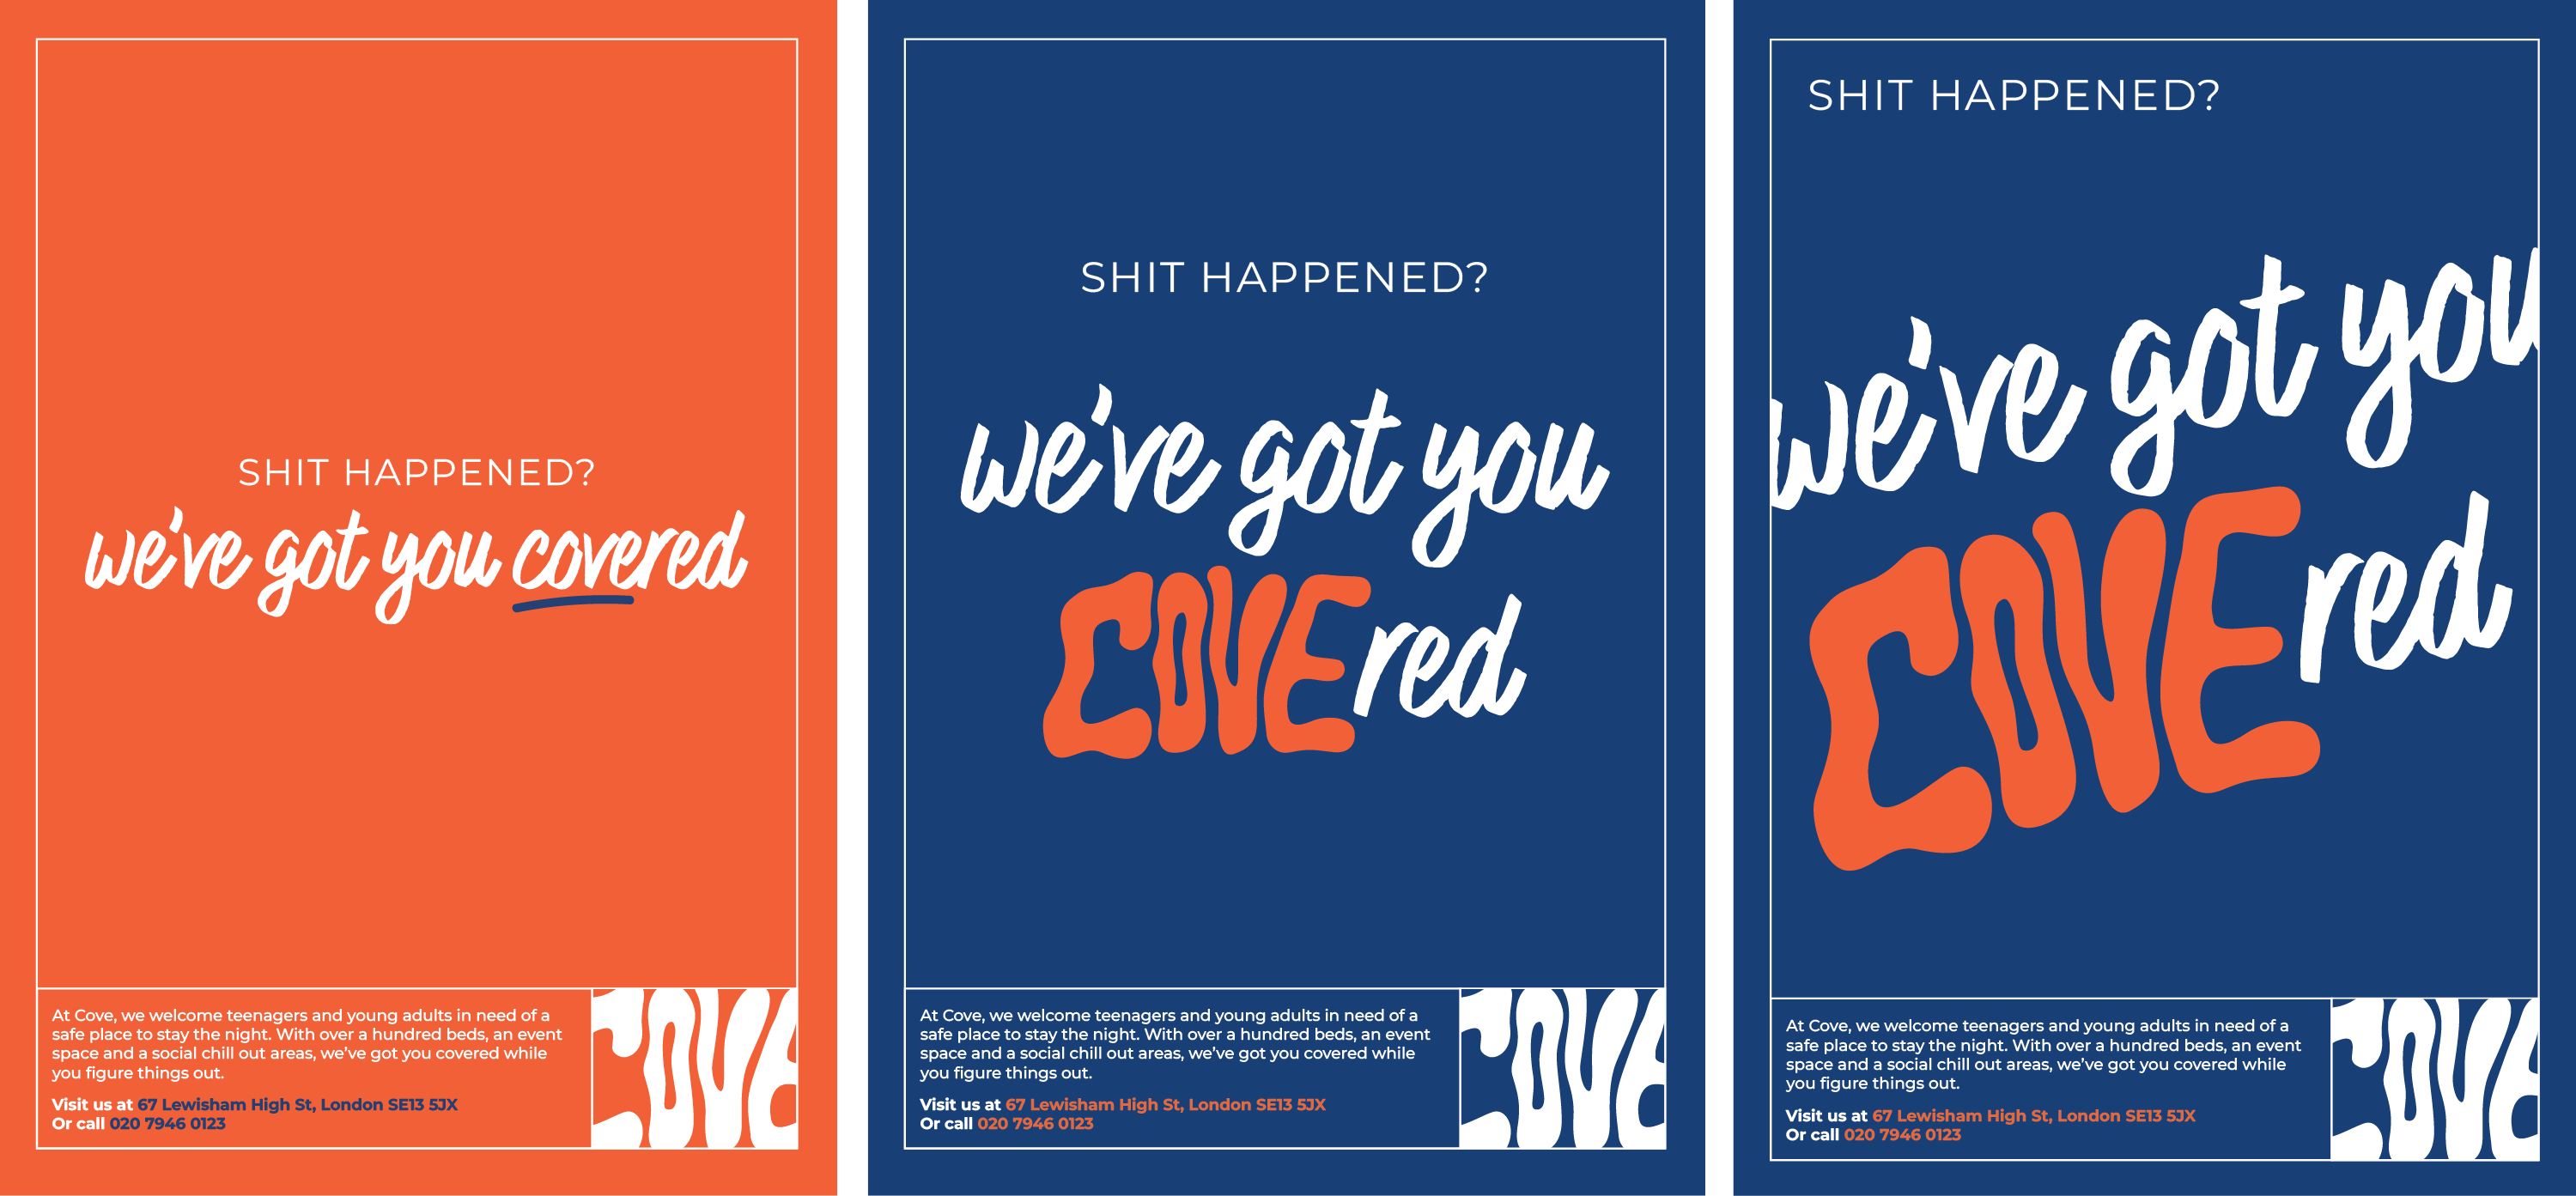 SHIT HAPPENED?
we've got you covered
At Cove, we welcome teenagers and young adults in need of a
safe place to stay the night. With over a hundred beds, an event
space and a social chill out areas, we've got you covered while
you figure things out.
Visit us at 67 Lewisham High St, London SE13 5JX
Or call 020 7946 0123
COVE
SHIT HAPPENED?
we've got you
COVEred
At Cove, we welcome teenagers and young adults in need of a
safe place to stay the night. With over a hundred beds, an event
space and a social chill out areas, we've got you covered while
you figure things out.
Visit us at 67 Lewisham High St, London SE13 5JX
Or call 020 7946 0123
COVE
SHIT HAPPENED?
we've got you
COVEred
At Cove, we welcome teenagers and young adults in need of a
safe place to stay the night. With over a hundred beds, an event
space and a social chill out areas, we've got you covered while
you figure things out.
Visit us at 67 Lewisham High St, London SE13 5JX
Or call 020 7946 0123
COVE